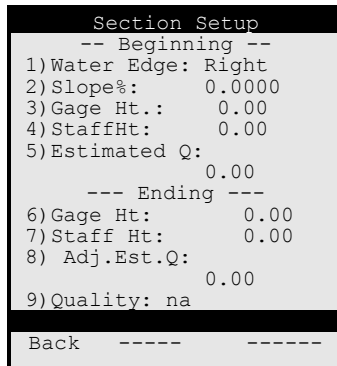 Section Setup
-- Beginning --
1)Water Edge: Right
2)Slope%: 0.0000
3)Gage Ht.: 0.00
4)StaffHt: 0.00
5)Estimated Q:
0.00
--- Ending ---
6)Gage Ht: 0.00
7)Staff Ht: 0.00
8) Adj.Est.Q:
0.00
9)Quality: na
Back ----- ------